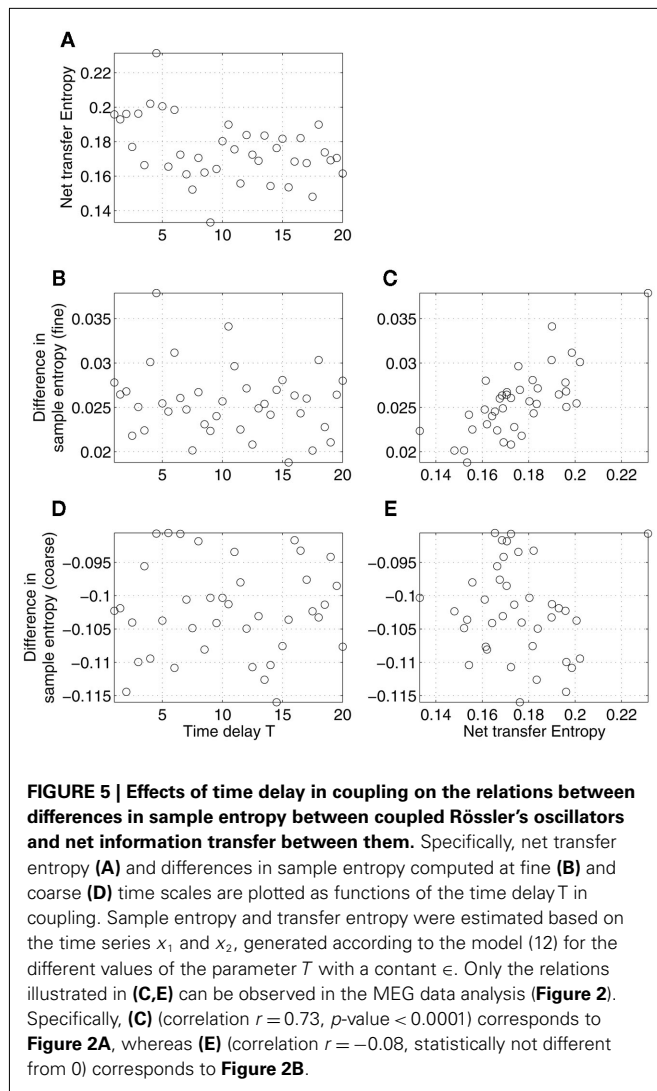 A
Net transfer Entropy
0.22
0.2
0.18
0.16
0.14
5 10 15 20
B
Difference in
sample entropy (fine)
0.035
0.03
0.025
0.02
5 10 15 20
C
0.035
0.03
0.025
0.02
0.14 0.16 0.18 0.2 0.22
D
Difference in
sample entropy (coarse)
−0.095
−0.1
−0.105
−0.11
−0.115
5 10 15 20
Time delay T
E
−0.095
−0.1
−0.105
−0.11
−0.115
0.14 0.16 0.18 0.2 0.22
Net transfer Entropy
FIGURE 5 | Effects of time delay in coupling on the relations between
differences in sample entropy between coupled Rössler's oscillators
and net information transfer between them. Specifically, net transfer
entropy (A) and differences in sample entropy computed at fine (B) and
coarse (D) time scales are plotted as functions of the time delay T in
coupling. Sample entropy and transfer entropy were estimated based on
the time series x₁ and x₂, generated according to the model (12) for the
different values of the parameter T with a contant ∈. Only the relations
illustrated in (C,E) can be observed in the MEG data analysis (Figure 2).
Specifically, (C) (correlation r = 0.73, p-value < 0.0001) corresponds to
Figure 2A, whereas (E) (correlation r = −0.08, statistically not different
from 0) corresponds to Figure 2B.